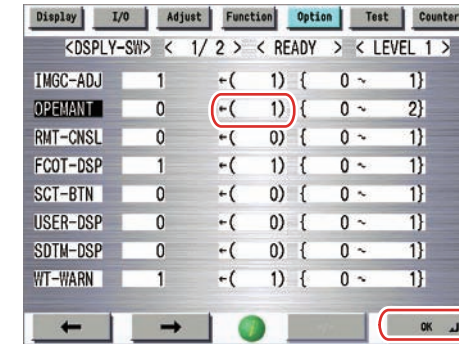 Display I/O Adjust Function Option Test Counter
<DSPLY-SW> < 1/ 2 > < READY > < LEVEL 1 >
IMGC-ADJ 1 ←( 1) { 0 ~ 1}
OPEMANT 0 ←( 1) { 0 ~ 2}
RMT-CNSL 0 ←( 0) { 0 ~ 1}
FCOT-DSP 1 ←( 1) { 0 ~ 1}
SCT-BTN 0 ←( 0) { 0 ~ 1}
USER-DSP 0 ←( 0) { 0 ~ 1}
SDTM-DSP 0 ←( 0) { 0 ~ 1}
WT-WARN 1 ←( 1) { 0 ~ 1}
← → +/- OK ↵